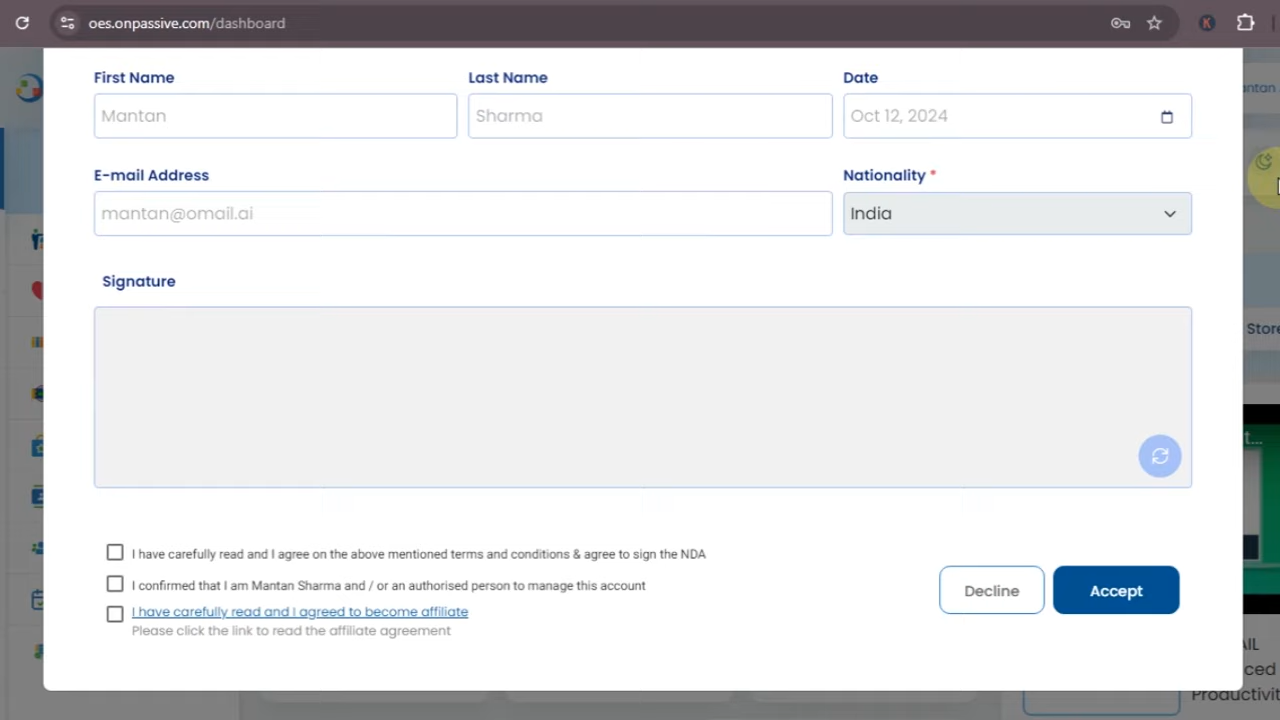 oes.onpassive.com/dashboard
First Name
Last Name
Date
Mantan
Sharma
Oct 12, 2024
E-mail Address
Nationality *
mantan@omail.ai
India
Signature
I have carefully read and I agree on the above mentioned terms and conditions & agree to sign the NDA
I confirmed that I am Mantan Sharma and / or an authorised person to manage this account
I have carefully read and I agreed to become affiliate
Please click the link to read the affiliate agreement
Decline
Accept
antan
Store
t...
AIL
ced
Productivit